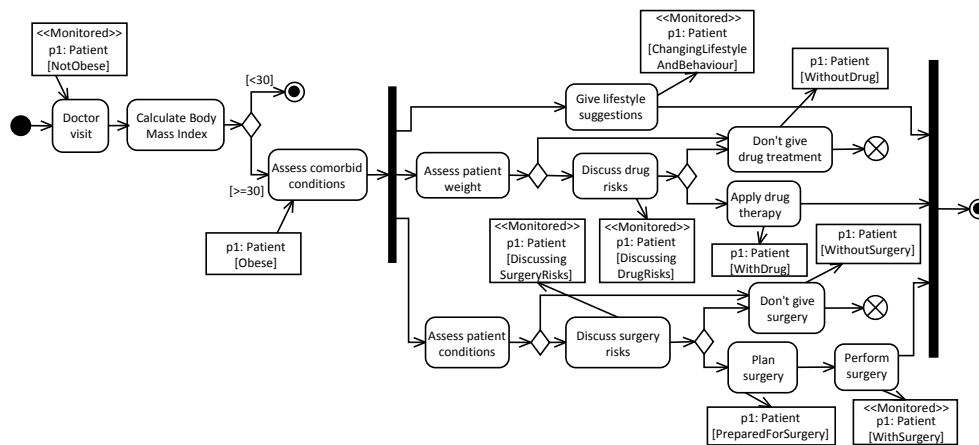 <<Monitored>>
p1: Patient
[NotObese]
Doctor
visit
Calculate Body
Mass Index
[<30]
[>=30]
Assess comorbid
conditions
p1: Patient
[Obese]
Give lifestyle
suggestions
<<Monitored>>
p1: Patient
[ChangingLifestyle
AndBehaviour]
Assess patient
weight
Discuss drug
risks
<<Monitored>>
p1: Patient
[Discussing
DrugRisks]
Don't give
drug treatment
p1: Patient
[WithoutDrug]
Apply drug
therapy
p1: Patient
[WithDrug]
Assess patient
conditions
Discuss surgery
risks
<<Monitored>>
p1: Patient
[Discussing
SurgeryRisks]
Don't give
surgery
p1: Patient
[WithoutSurgery]
Plan
surgery
p1: Patient
[PreparedForSurgery]
Perform
surgery
<<Monitored>>
p1: Patient
[WithSurgery]